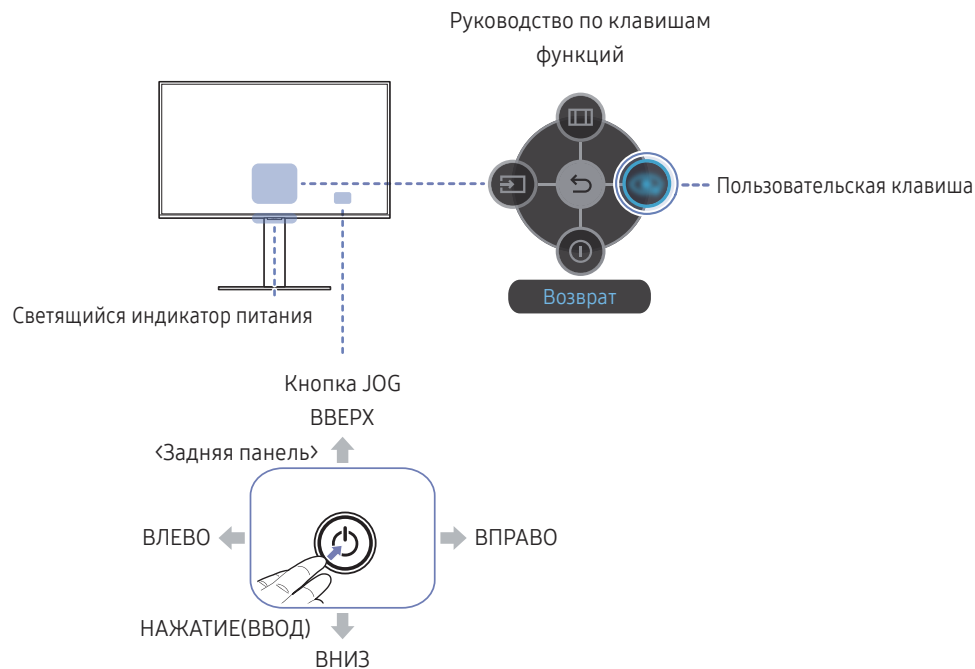 Руководство по клавишам
функций
Пользовательская клавиша
Возврат
Светящийся индикатор питания
Кнопка JOG
ВВЕРХ
<Задняя панель>
ВЛЕВО
ВПРАВО
НАЖАТИЕ(ВВОД)
ВНИЗ